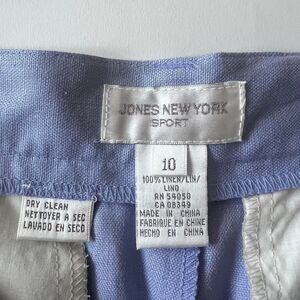 JONES NEW YORK
SPORT
10
100% LINEN/LIN/
LINO
RN 54050
CA 08349
MADE IN CHINA
FABRIQUE EN CHINE
HECHO EN CHINA
DRY CLEAN
NETTOYER A SEC
LAVADO EN SECO